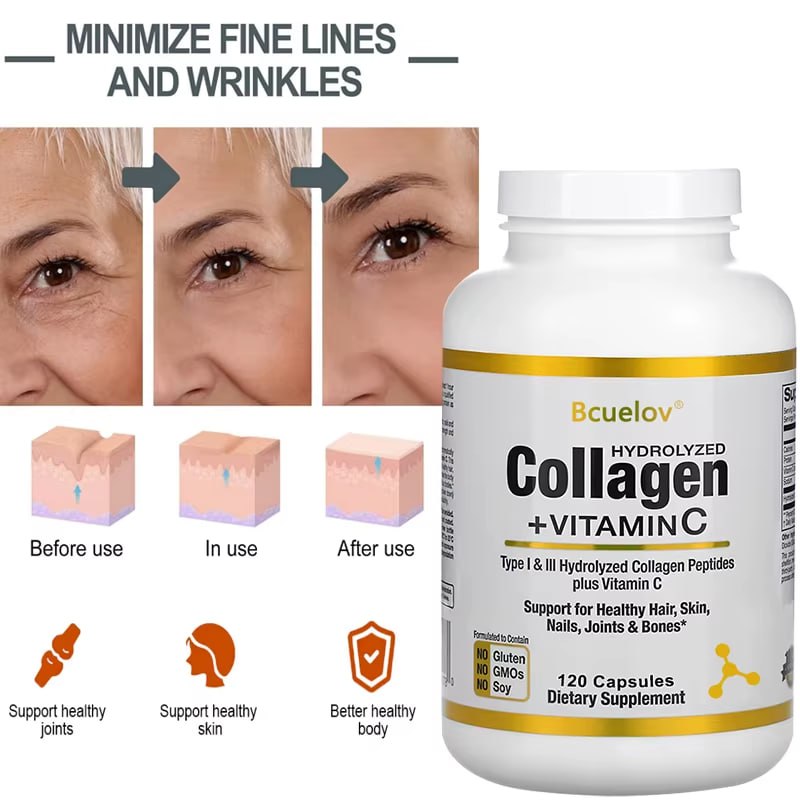 MINIMIZE FINE LINES
AND WRINKLES
Before use
In use
After use
Support healthy
joints
Support healthy
skin
Better healthy
body
Bcuelov®
HYDROLYZED
Collagen
+VITAMIN C
Type I & III Hydrolyzed Collagen Peptides
plus Vitamin C
Support for Healthy Hair, Skin,
Nails, Joints & Bones*
Formulated to Contain
NO Gluten
NO GMOs
NO Soy
120 Capsules
Dietary Supplement